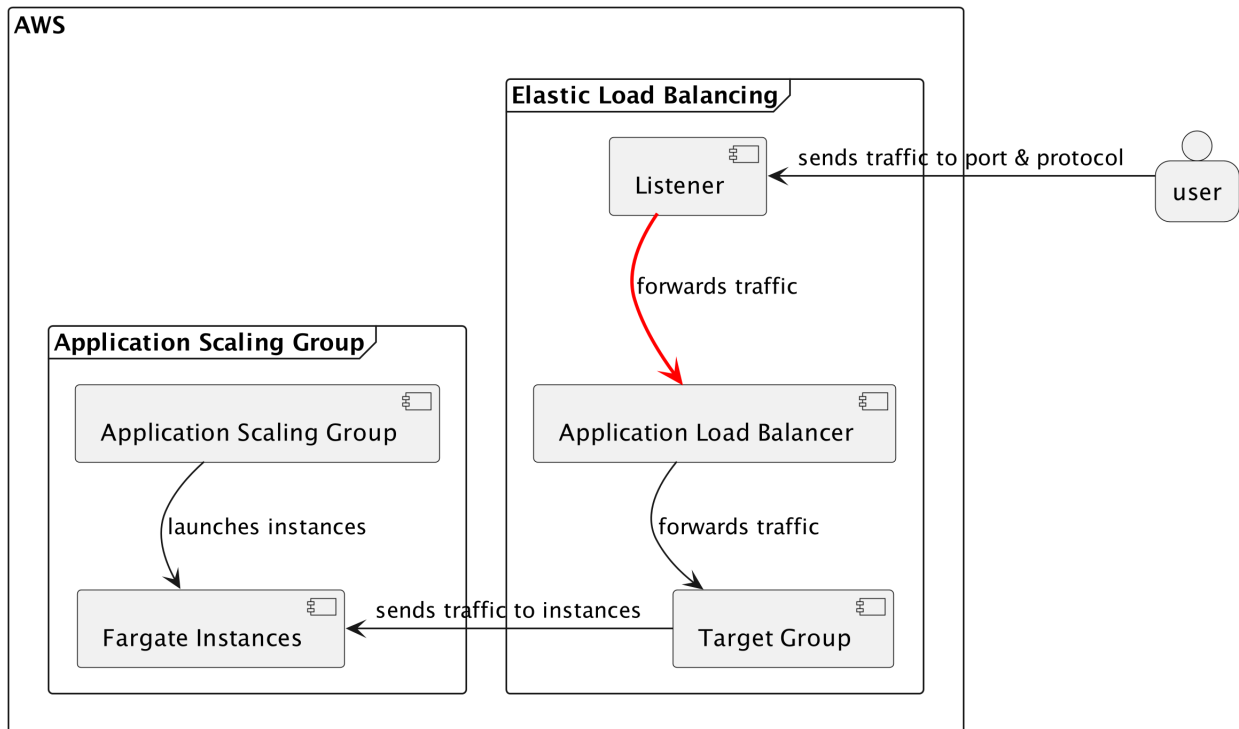 AWS
Elastic Load Balancing
Listener
sends traffic to port & protocol
user
forwards traffic
Application Scaling Group
Application Scaling Group
Application Load Balancer
launches instances
forwards traffic
Fargate Instances
sends traffic to instances
Target Group